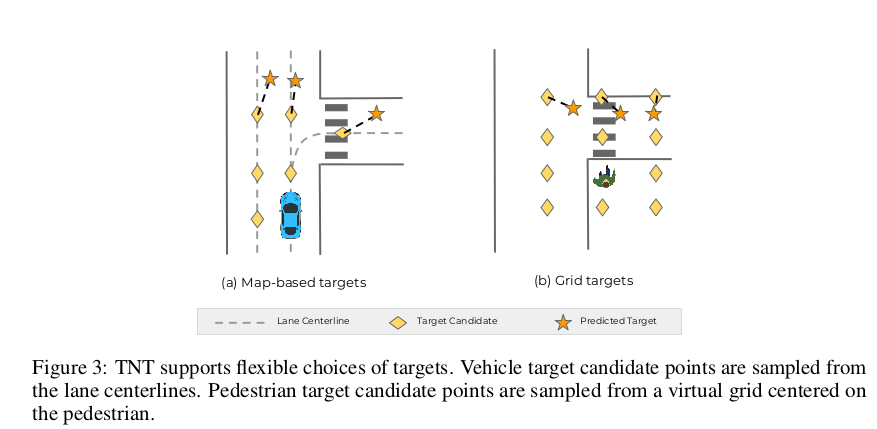 (a) Map-based targets
(b) Grid targets
Lane Centerline
Target Candidate
Predicted Target
Figure 3: TNT supports flexible choices of targets. Vehicle target candidate points are sampled from
the lane centerlines. Pedestrian target candidate points are sampled from a virtual grid centered on
the pedestrian.